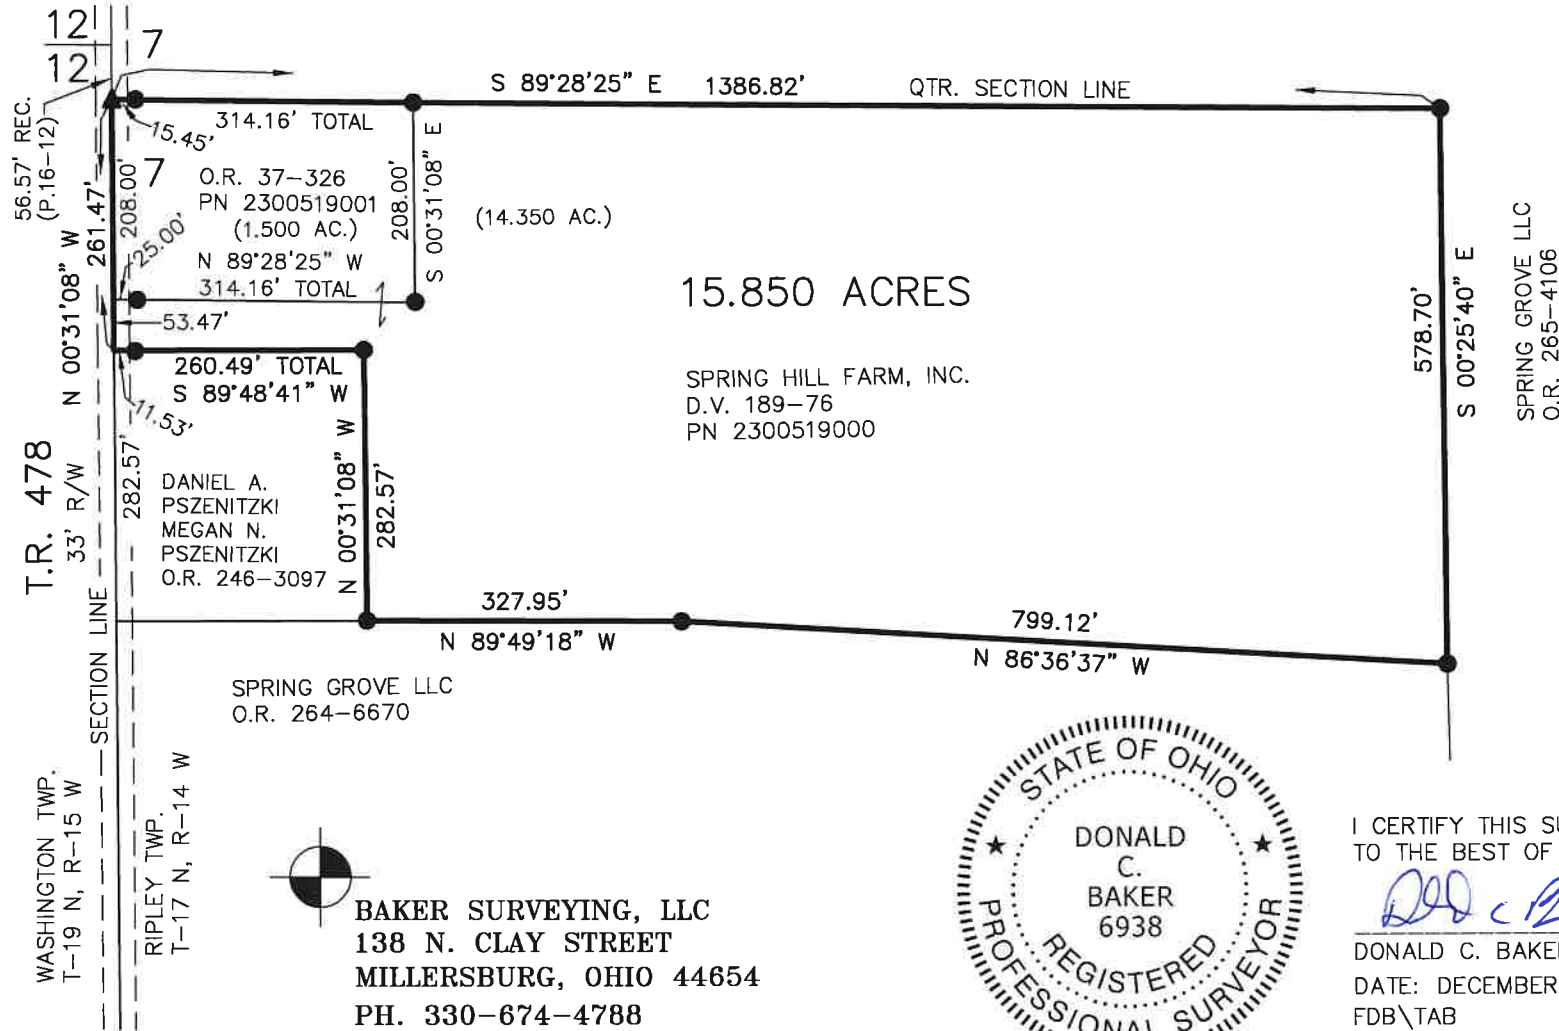 12
12
7
7
56.57' REC.
(P.16-12)
S 89°28'25" E 1386.82' QTR. SECTION LINE
314.16' TOTAL
15.45'
O.R. 37-326
PN 2300519001
(1.500 AC.)
N 89°28'25" W
314.16' TOTAL
208.00'
25.00'
261.47'
N 00°31'08" W
208.00'
S 00°31'08" E
(14.350 AC.)
53.47'
260.49' TOTAL
S 89°48'41" W
11.53'
15.850 ACRES
SPRING HILL FARM, INC.
D.V. 189-76
PN 2300519000
578.70'
S 00°25'40" E
SPRING GROVE LLC
O.R. 265-4106
T.R. 478
33' R/W
282.57'
DANIEL A.
PSZENITZKI
MEGAN N.
PSZENITZKI
O.R. 246-3097
N 00°31'08" W
282.57'
327.95'
N 89°49'18" W
799.12'
N 86°36'37" W
SECTION LINE
SPRING GROVE LLC
O.R. 264-6670
WASHINGTON TWP.
T-19 N, R-15 W
RIPLEY TWP.
T-17 N, R-14 W
BAKER SURVEYING, LLC
138 N. CLAY STREET
MILLERSBURG, OHIO 44654
PH. 330-674-4788
STATE OF OHIO
DONALD
C.
BAKER
6938
REGISTERED
PROFESSIONAL SURVEYOR
I CERTIFY THIS
TO THE BEST OF
DONALD C. BAKER
DATE: DECEMBER
FDB\TAB